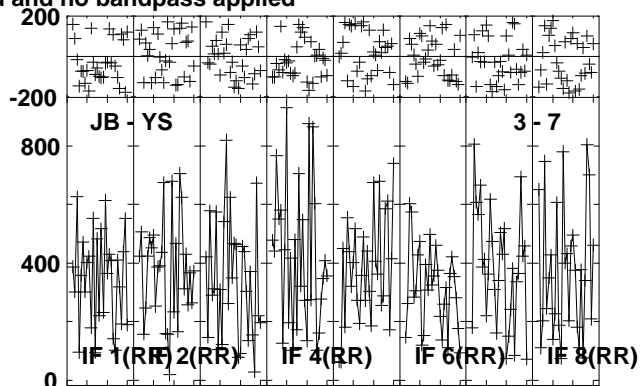 and no bandpass applied
200
-200
JB - YS 3 - 7
800
400
0
IF 1(RR) IF 2(RR) IF 4(RR) IF 6(RR) IF 8(RR)